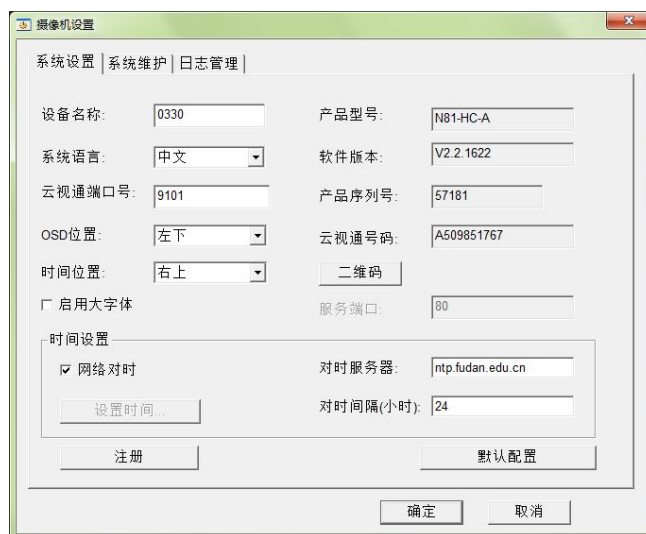 摄像机设置
系统设置 系统维护 日志管理
设备名称: 0330 产品型号: N81-HC-A
系统语言: 中文 软件版本: V2.2.1622
云视通端口号: 9101 产品序列号: 57181
OSD位置: 左下 云视通号码: A509851767
时间位置: 右上 二维码
启用大字体 服务端口: 80
时间设置
网络对时 对时服务器: ntp.fudan.edu.cn
设置时间... 对时间隔(小时): 24
注册 默认配置
确定 取消